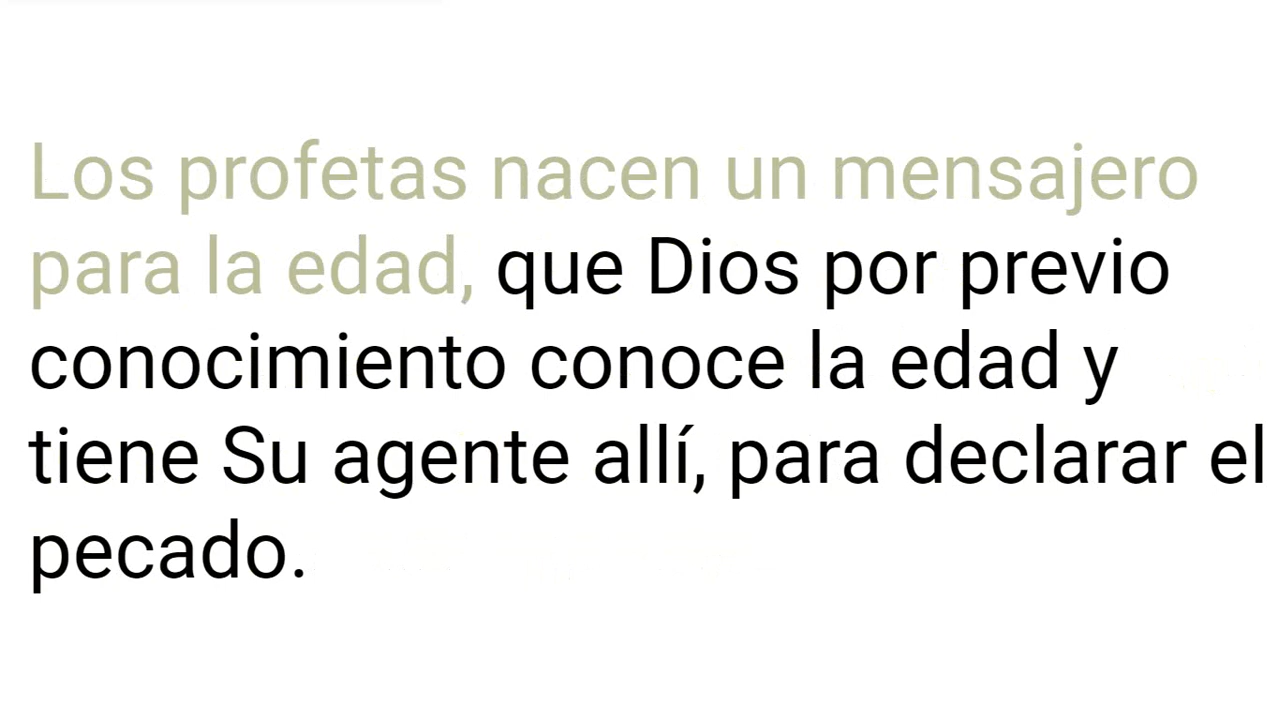 Los profetas nacen un mensajero
para la edad, que Dios por previo
conocimiento conoce la edad y
tiene Su agente allí, para declarar el
pecado.